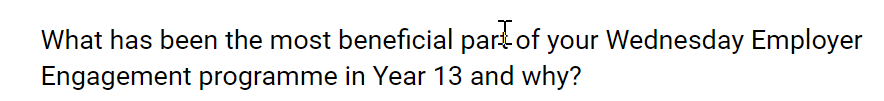 What has been the most beneficial part of your Wednesday Employer
Engagement programme in Year 13 and why?